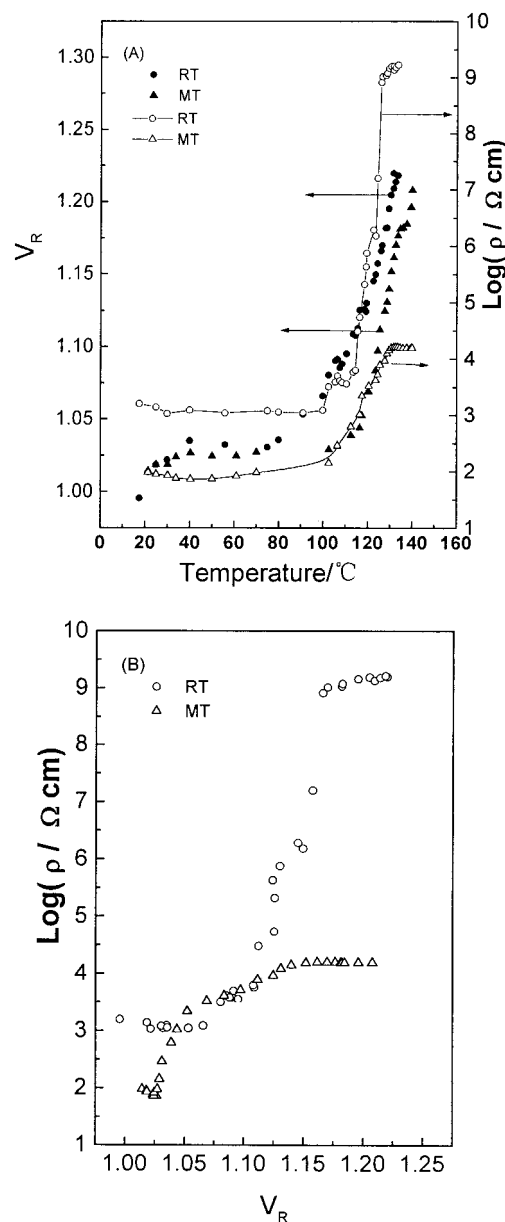 (A)
RT
MT
RT
MT
1.30
1.25
1.20
1.15
1.10
1.05
1.00
V_R
10
9
8
7
6
5
4
3
2
1
Log( ρ / Ω cm)
0 20 40 60 80 100 120 140 160
Temperature/℃
(B)
RT
MT
10
9
8
7
6
5
4
3
2
1
Log( ρ / Ω cm)
1.00 1.05 1.10 1.15 1.20 1.25
V_R